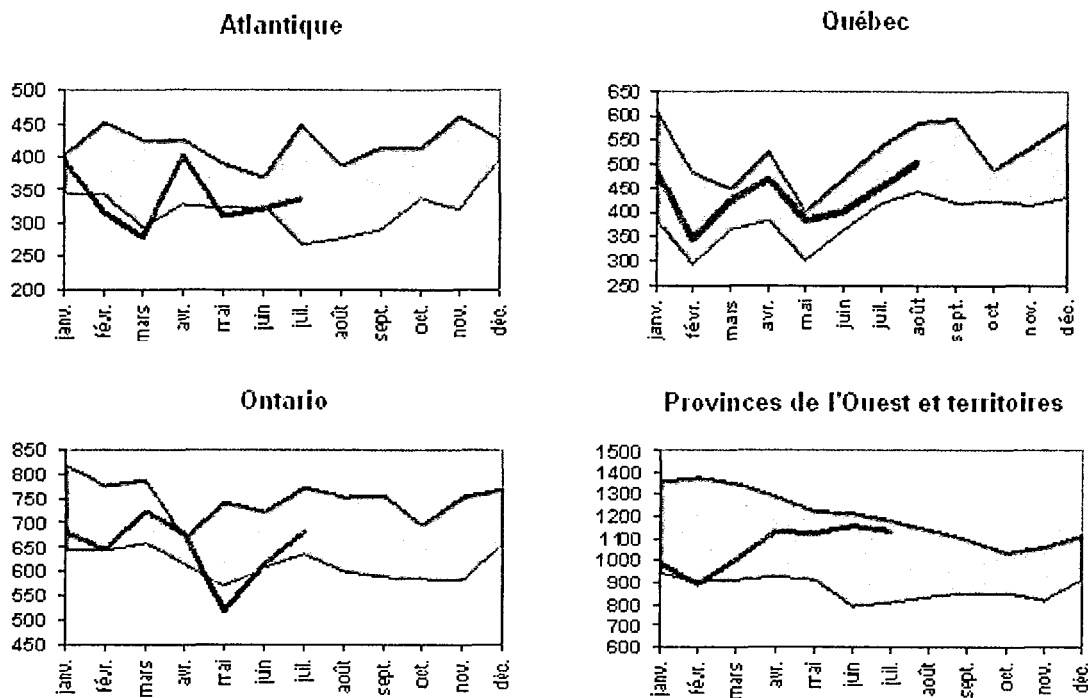 Atlantique
500
450
400
350
300
250
200
janv.
févr.
mars
avr.
mai
juin
juil.
août
sept.
oct.
nov.
déc.
Québec
650
600
550
500
450
400
350
300
250
janv.
févr.
mars
avr.
mai
juin
juil.
août
sept.
oct
nov.
déc.
Ontario
850
800
750
700
650
600
550
500
450
janv.
févr.
mars
avr.
mai
juin
juil.
août
sept.
oct.
nov.
déc.
Provinces de l'Ouest et territoires
1500
1400
1300
1200
1100
1000
900
800
700
600
janv.
févr.
mars
avr.
mai
juin
juil.
août
sept.
oct.
nov.
déc.